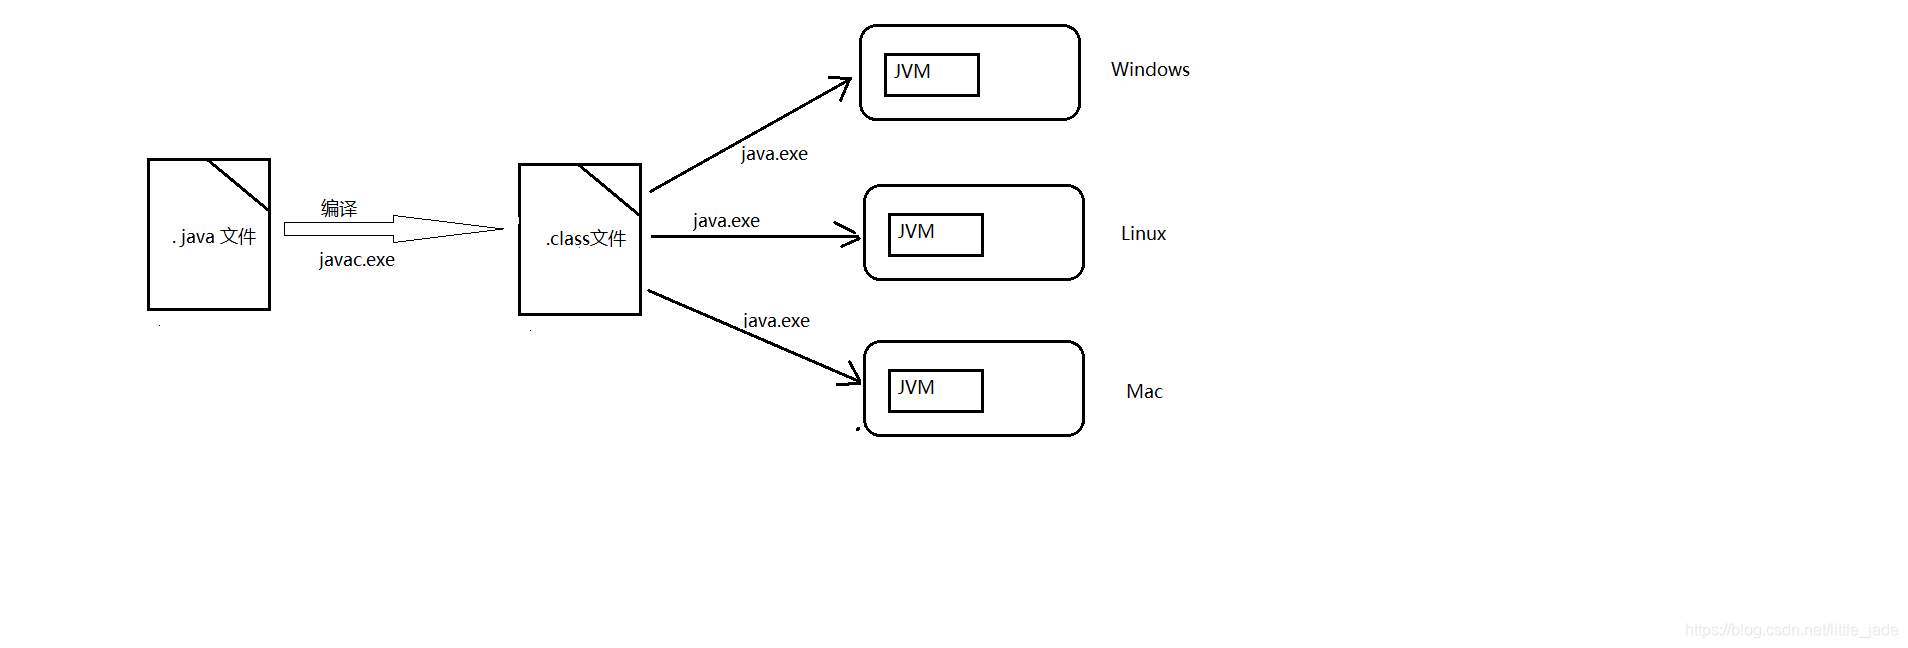 . java 文件
编译
javac.exe
.class文件
java.exe
java.exe
java.exe
JVM
Windows
JVM
Linux
JVM
Mac
https://blog.csdn.net/little_jade